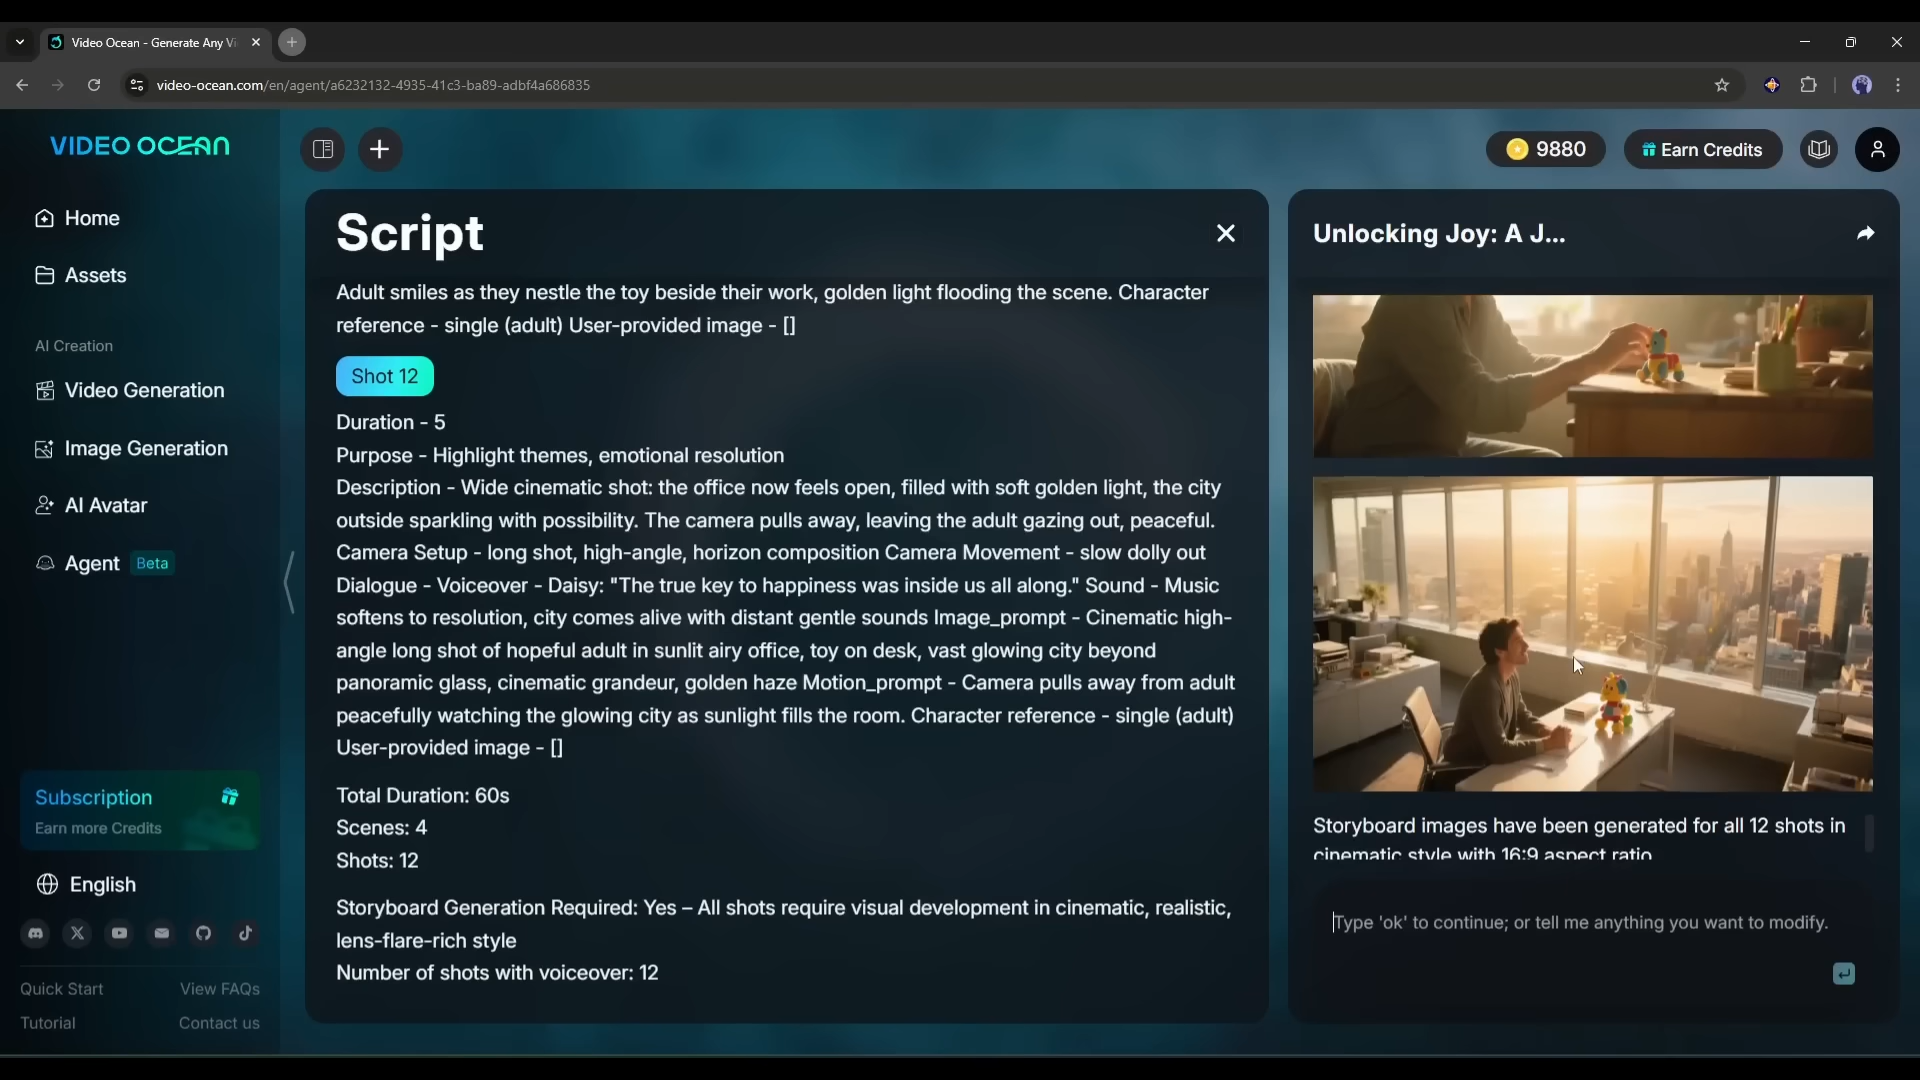 Video Ocean - Generate Any Vi
video-ocean.com/en/agent/a6232132-4935-41c3-ba89-adbf4a686835
VIDEO OCEAN
Home
Assets
AI Creation
Video Generation
Image Generation
AI Avatar
Agent Beta
Subscription
Earn more Credits
English
Quick Start
View FAQs
Tutorial
Contact us
9880
Earn Credits
Script
Adult smiles as they nestle the toy beside their work, golden light flooding the scene. Character
reference - single (adult) User-provided image - []
Shot 12
Duration - 5
Purpose - Highlight themes, emotional resolution
Description - Wide cinematic shot: the office now feels open, filled with soft golden light, the city
outside sparkling with possibility. The camera pulls away, leaving the adult gazing out, peaceful.
Camera Setup - long shot, high-angle, horizon composition Camera Movement - slow dolly out
Dialogue - Voiceover - Daisy: "The true key to happiness was inside us all along." Sound - Music
softens to resolution, city comes alive with distant gentle sounds Image_prompt - Cinematic high-
angle long shot of hopeful adult in sunlit airy office, toy on desk, vast glowing city beyond
panoramic glass, cinematic grandeur, golden haze Motion_prompt - Camera pulls away from adult
peacefully watching the glowing city as sunlight fills the room. Character reference - single (adult)
User-provided image - []
Total Duration: 60s
Scenes: 4
Shots: 12
Storyboard Generation Required: Yes – All shots require visual development in cinematic, realistic,
lens-flare-rich style
Number of shots with voiceover: 12
Unlocking Joy: A J...
Storyboard images have been generated for all 12 shots in
cinematic style with 16:9 aspect ratio
Type 'ok' to continue; or tell me anything you want to modify.